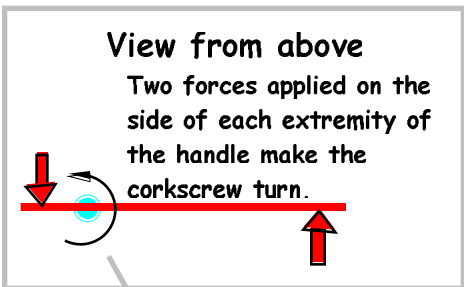 View from above
Two forces applied on the
side of each extremity of
the handle make the
corkscrew turn.